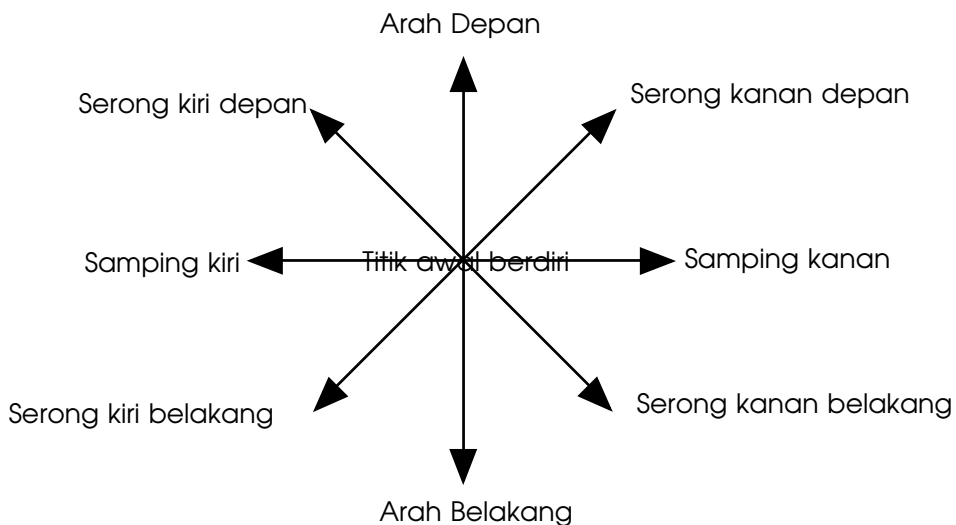 Arah Depan
Serong kiri depan
Serong kanan depan
Samping kiri
Titik awal berdiri
Samping kanan
Serong kiri belakang
Serong kanan belakang
Arah Belakang